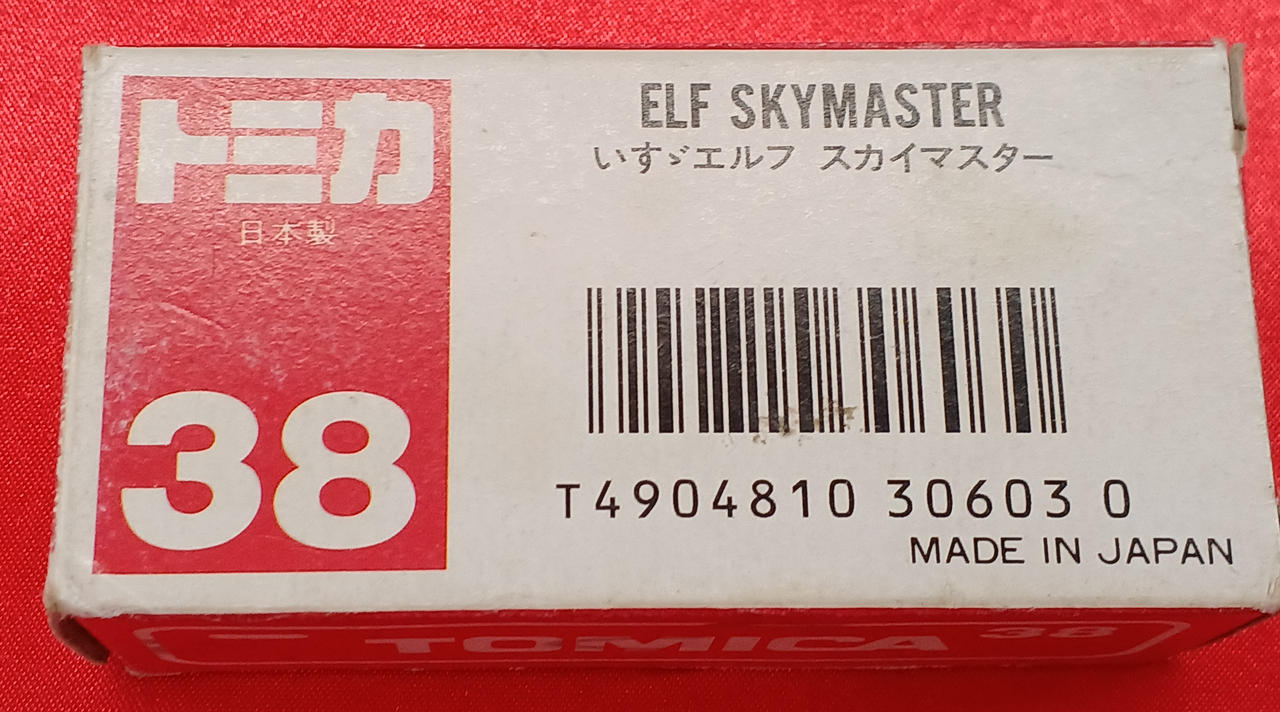 トミカ
日本製
38
ELF SKYMASTER
いすゞエルフ スカイマスター
T4904810 30603 0
MADE IN JAPAN
TOMICA 38